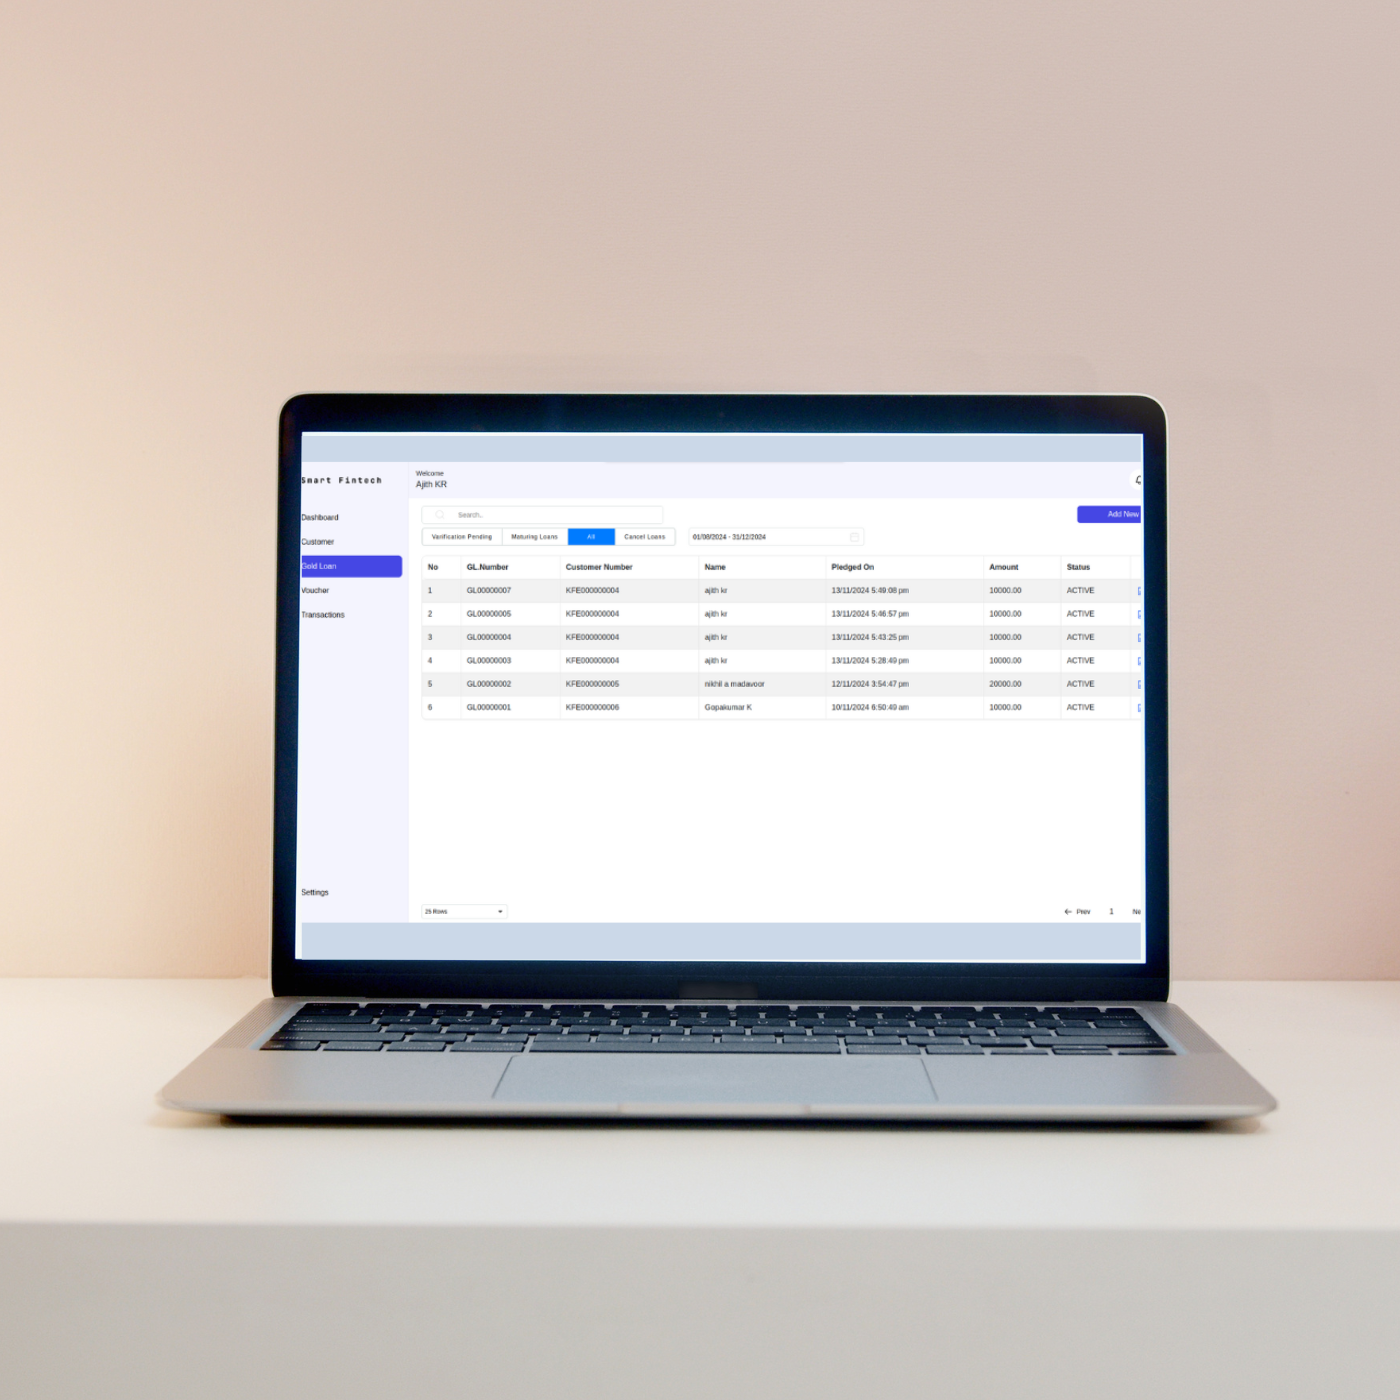 Smart Fintech
Welcome
Ajith KR
Dashboard
Customer
Gold Loan
Voucher
Transactions
Settings
Search..
Add New
Varification Pending Maturing Loans All Cancel Loans 01/08/2024 - 31/12/2024
No GL.Number Customer Number Name Pledged On Amount Status
1 GL00000007 KFE000000004 ajith kr 13/11/2024 5:49:08 pm 10000.00 ACTIVE
2 GL00000005 KFE000000004 ajith kr 13/11/2024 5:46:57 pm 10000.00 ACTIVE
3 GL00000004 KFE000000004 ajith kr 13/11/2024 5:43:25 pm 10000.00 ACTIVE
4 GL00000003 KFE000000004 ajith kr 13/11/2024 5:28:49 pm 10000.00 ACTIVE
5 GL00000002 KFE000000005 nikhil a madavoor 12/11/2024 3:54:47 pm 20000.00 ACTIVE
6 GL00000001 KFE000000006 Gopakumar K 10/11/2024 6:50:49 am 10000.00 ACTIVE
25 Rows
Prev 1 Ne